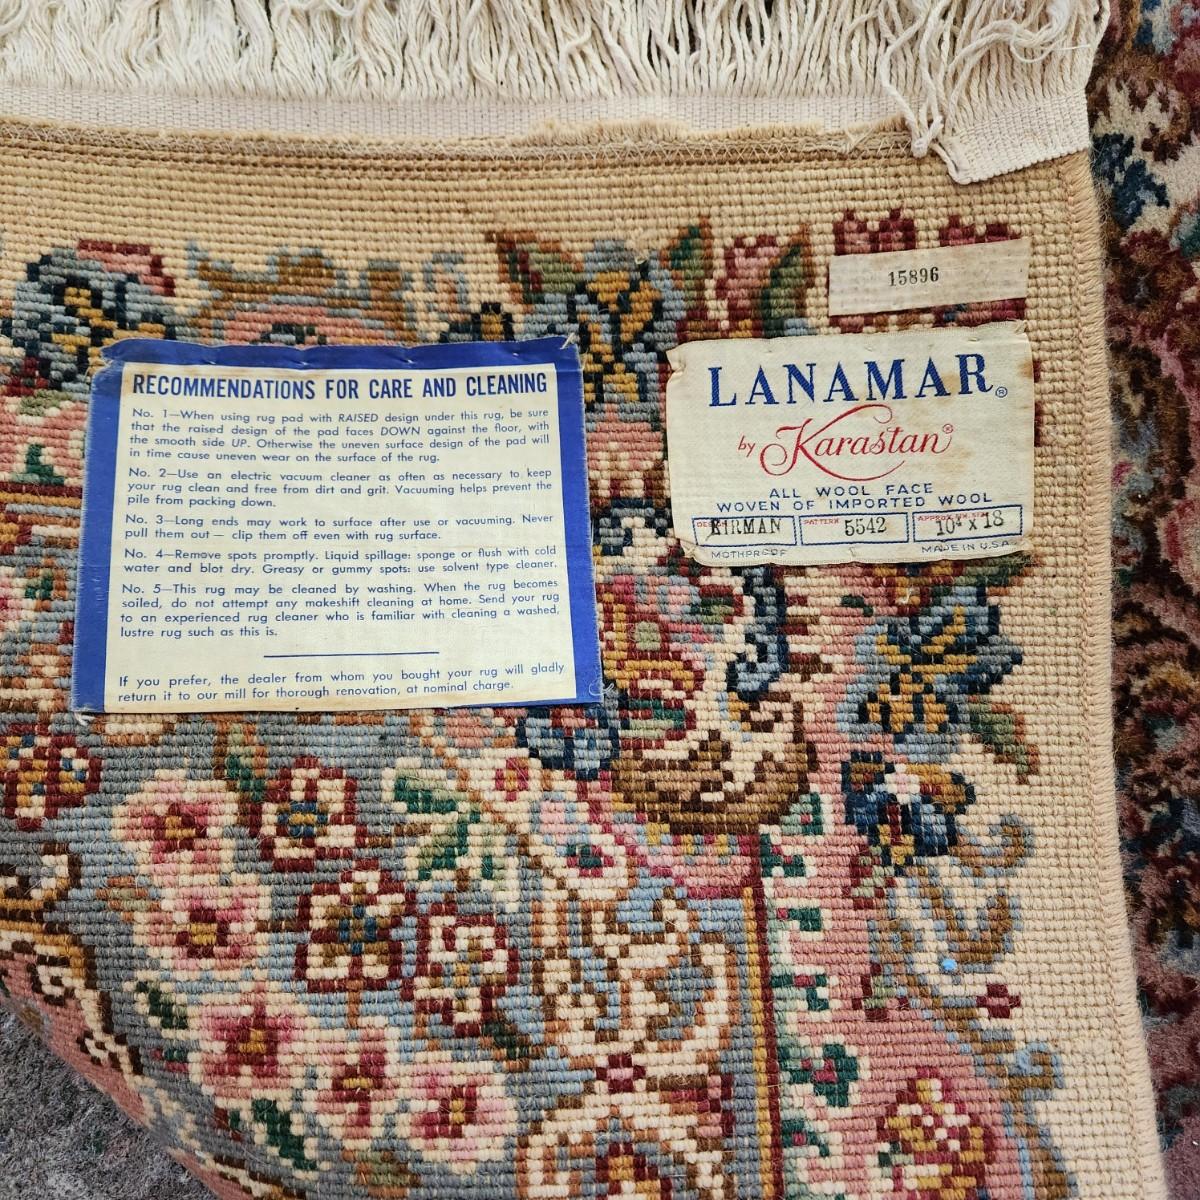 15896
RECOMMENDATIONS FOR CARE AND CLEANING
No. 1—When using rug pad with RAISED design under this rug, be sure
that the raised design of the pad faces DOWN against the floor, with
the smooth side UP. Otherwise the uneven surface design of the pad will
in time cause uneven wear on the surface of the rug.
No. 2—Use an electric vacuum cleaner as often as necessary to keep
your rug clean and free from dirt and grit. Vacuuming helps prevent the
pile from packing down.
No. 3—Long ends may work to surface after use or vacuuming. Never
pull them out — clip them off even with rug surface.
No. 4—Remove spots promptly. Liquid spillage: sponge or flush with cold
water and blot dry. Greasy or gummy spots: use solvent type cleaner.
No. 5—This rug may be cleaned by washing. When the rug becomes
soiled, do not attempt any makeshift cleaning at home. Send your rug
to an experienced rug cleaner who is familiar with cleaning a washed,
lustre rug such as this is.
If you prefer, the dealer from whom you bought your rug will gladly
return it to our mill for thorough renovation, at nominal charge.
LANAMAR®
by Karastan®
ALL WOOL FACE
WOVEN OF IMPORTED WOOL
DESIGN KIRMAN PATTERN 5542 APPROX. RUG SIZE 10⁴ x 18
MOTHPROOF MADE IN U.S.A.